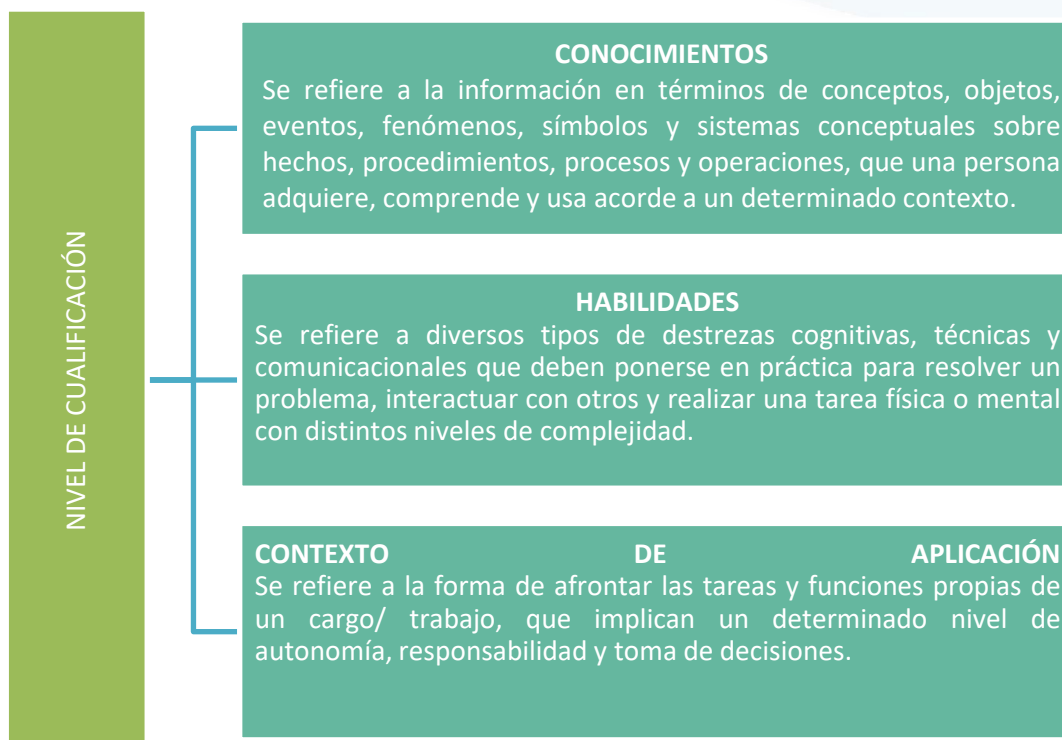 NIVEL DE CUALIFICACIÓN
CONOCIMIENTOS
Se refiere a la información en términos de conceptos, objetos,
eventos, fenómenos, símbolos y sistemas conceptuales sobre
hechos, procedimientos, procesos y operaciones, que una persona
adquiere, comprende y usa acorde a un determinado contexto.
HABILIDADES
Se refiere a diversos tipos de destrezas cognitivas, técnicas y
comunicacionales que deben ponerse en práctica para resolver un
problema, interactuar con otros y realizar una tarea física o mental
con distintos niveles de complejidad.
CONTEXTO DE APLICACIÓN
Se refiere a la forma de afrontar las tareas y funciones propias de
un cargo/ trabajo, que implican un determinado nivel de
autonomía, responsabilidad y toma de decisiones.